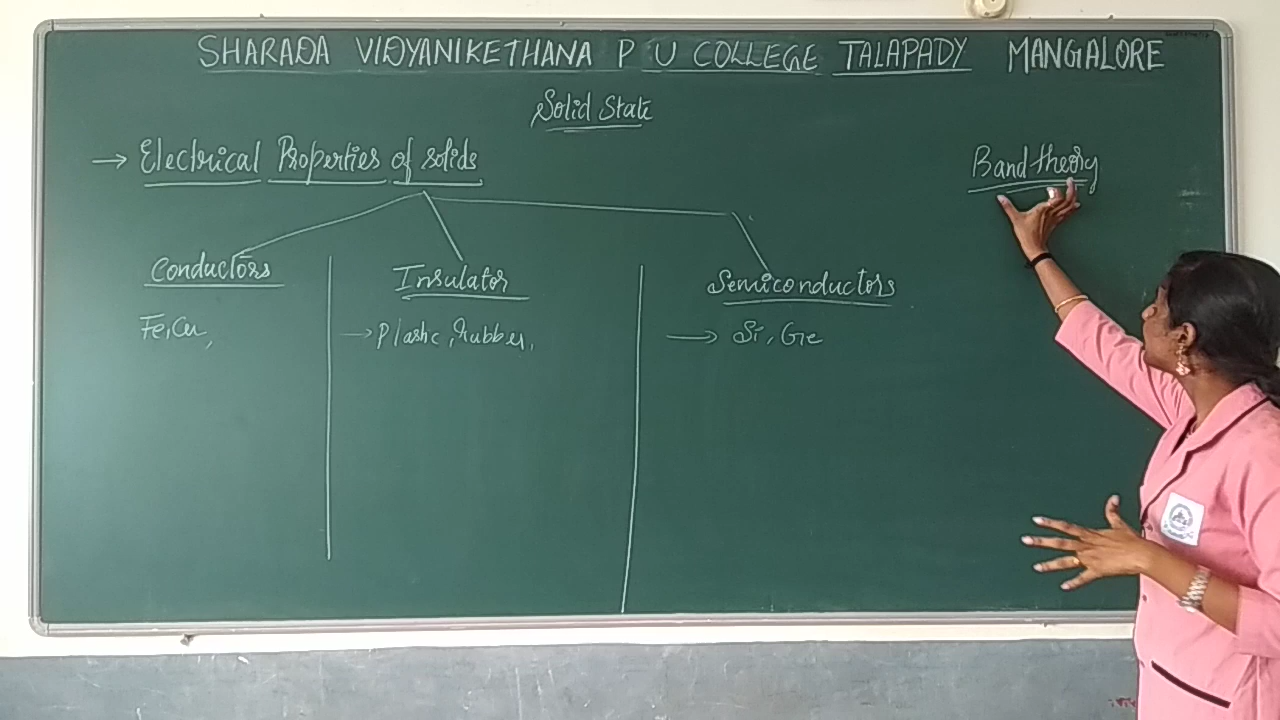 SHARADA VIDYANIKETHANA P U COLLEGE TALAPADY MANGALORE
Solid State
→ Electrical Properties of solids
Band theory
Conductors
Insulator
Semiconductors
Fe, Cu,
→ Plastic, rubber,
→ Si, Ge